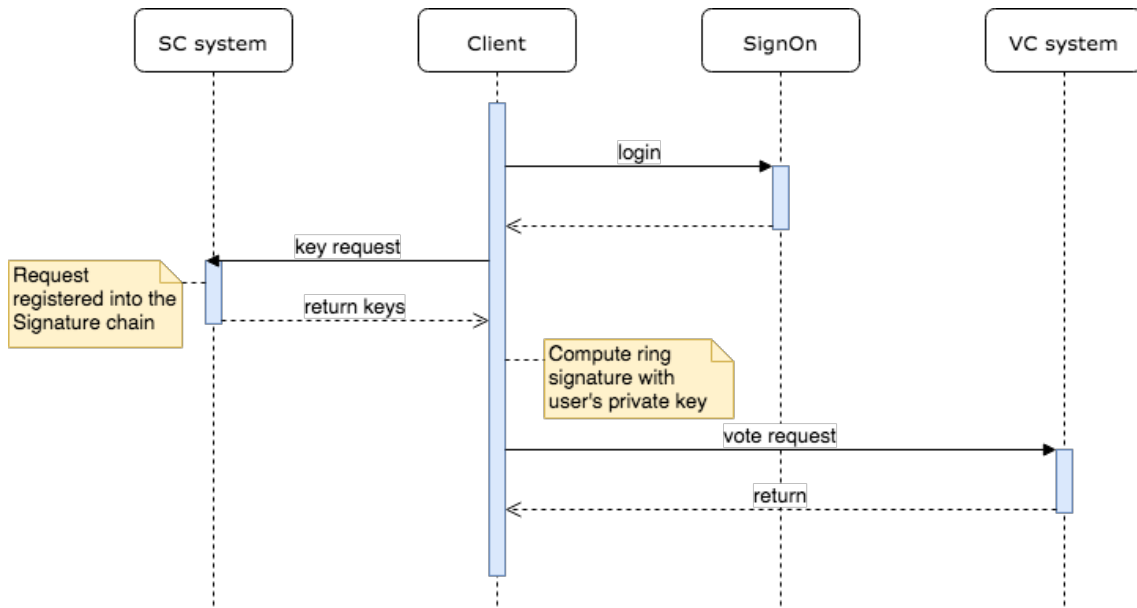 SC system
Client
SignOn
VC system
login
key request
Request
registered into the
Signature chain
return keys
Compute ring
signature with
user's private key
vote request
return